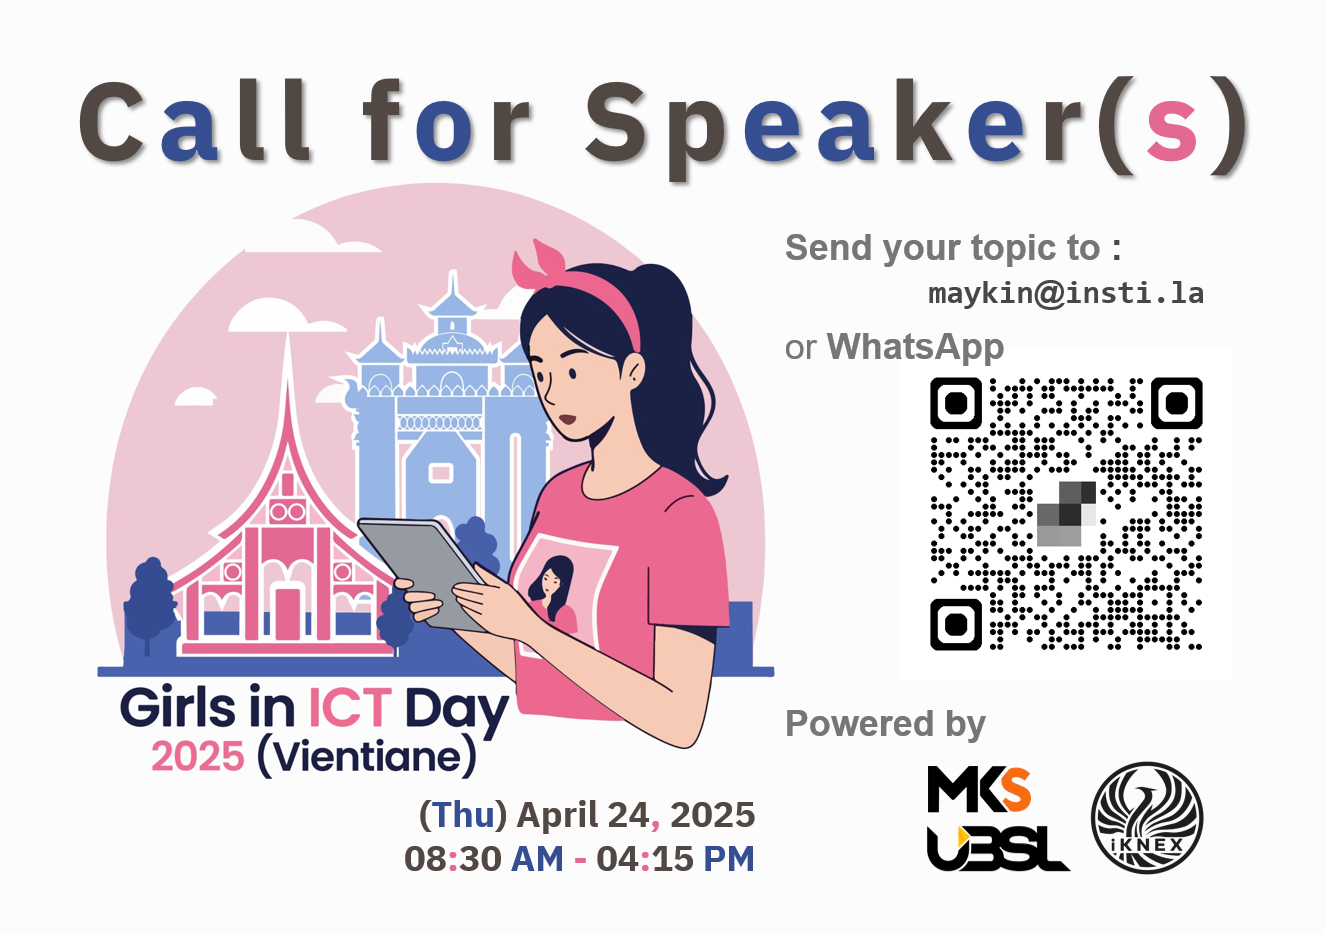 Call for Speaker(s)
Send your topic to :
maykin@insti.la
or WhatsApp
Girls in ICT Day
2025 (Vientiane)
(Thu) April 24, 2025
08:30 AM - 04:15 PM
Powered by
MKS
UBSL
iKNEX